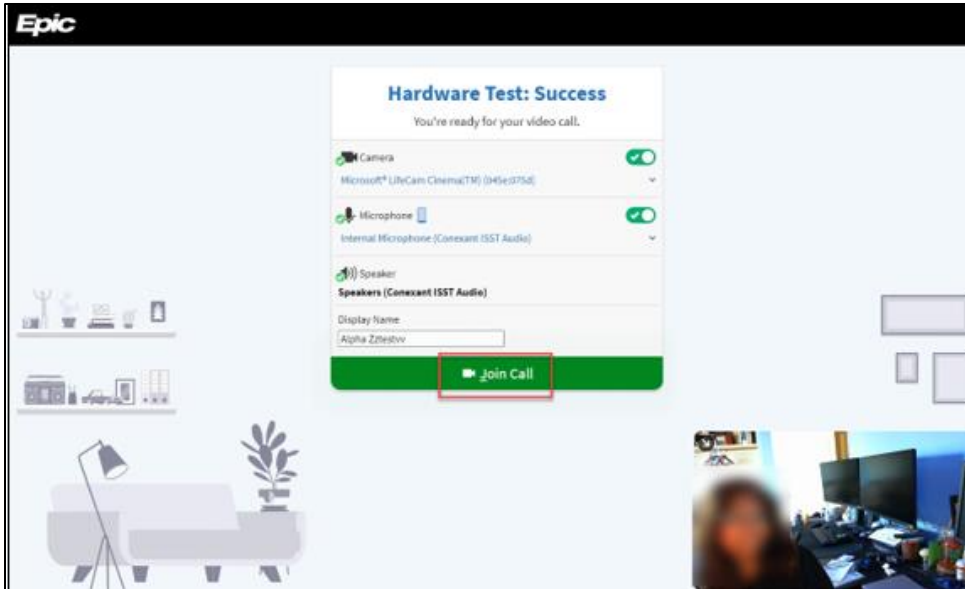 Epic
Hardware Test: Success
You're ready for your video call.
Camera
Microsoft® LifeCam Cinema(TM) (045e:075d)
Microphone
Internal Microphone (Conexant ISST Audio)
Speaker
Speakers (Conexant ISST Audio)
Display Name
Alpha Zztestvv
Join Call